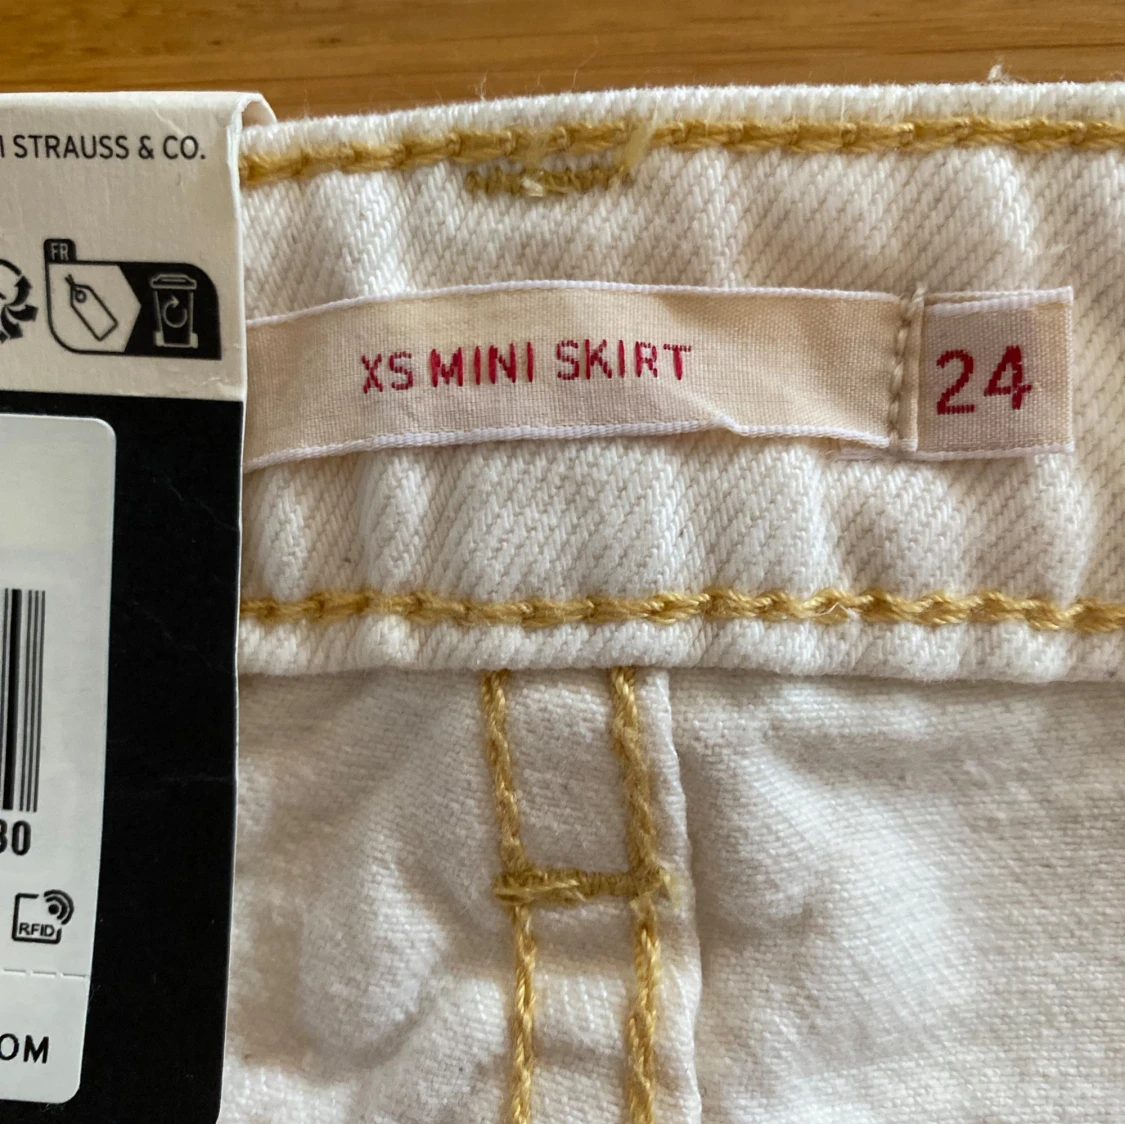 I STRAUSS & CO.
FR
XS MINI SKIRT
24
30
RFID
OM